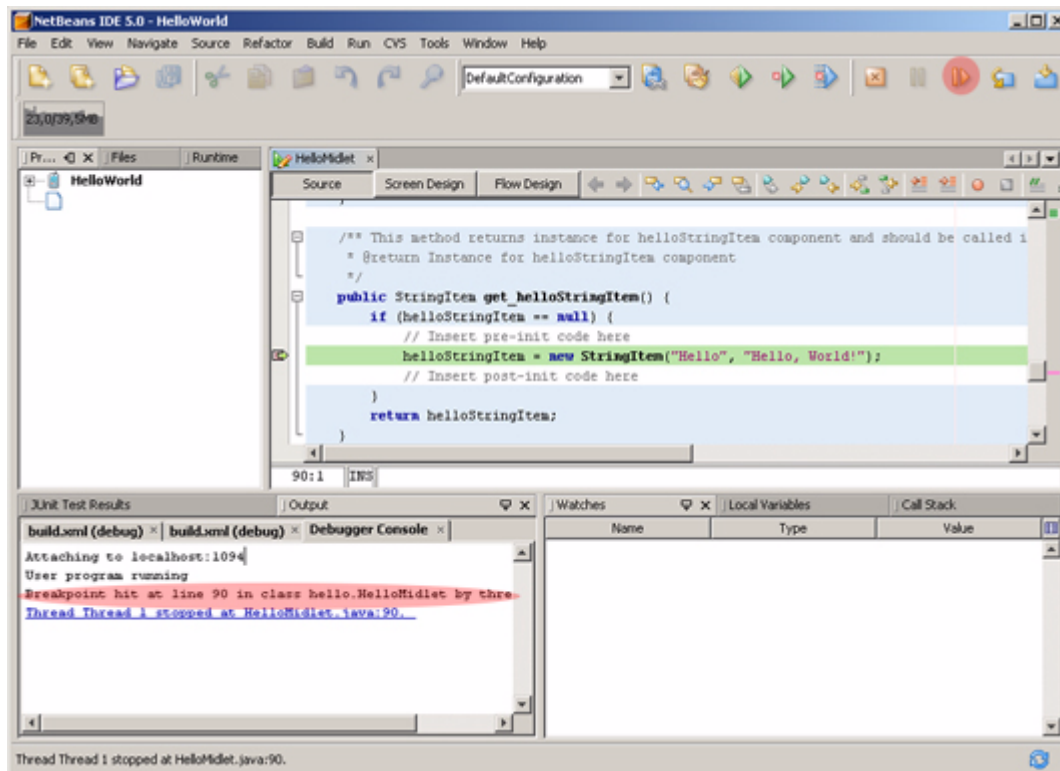 NetBeans IDE 5.0 - HelloWorld
File Edit View Navigate Source Refactor Build Run CVS Tools Window Help
DefaultConfiguration
23,0/39,5MB
Pr... Files Runtime
HelloMidlet
HelloWorld
Source Screen Design Flow Design
}
/** This method returns instance for helloStringItem component and should be called i
* @return Instance for helloStringItem component
*/
public StringItem get_helloStringItem() {
if (helloStringItem == null) {
// Insert pre-init code here
helloStringItem = new StringItem("Hello", "Hello, World!");
// Insert post-init code here
}
return helloStringItem;
}
90:1 INS
JUnit Test Results Output
Watches Local Variables Call Stack
build.xml (debug) build.xml (debug) Debugger Console
Name Type Value
Attaching to localhost:1094
User program running
Breakpoint hit at line 90 in class hello.HelloMidlet by thre
Thread Thread 1 stopped at HelloMidlet.java:90.
Thread Thread 1 stopped at HelloMidlet.java:90.